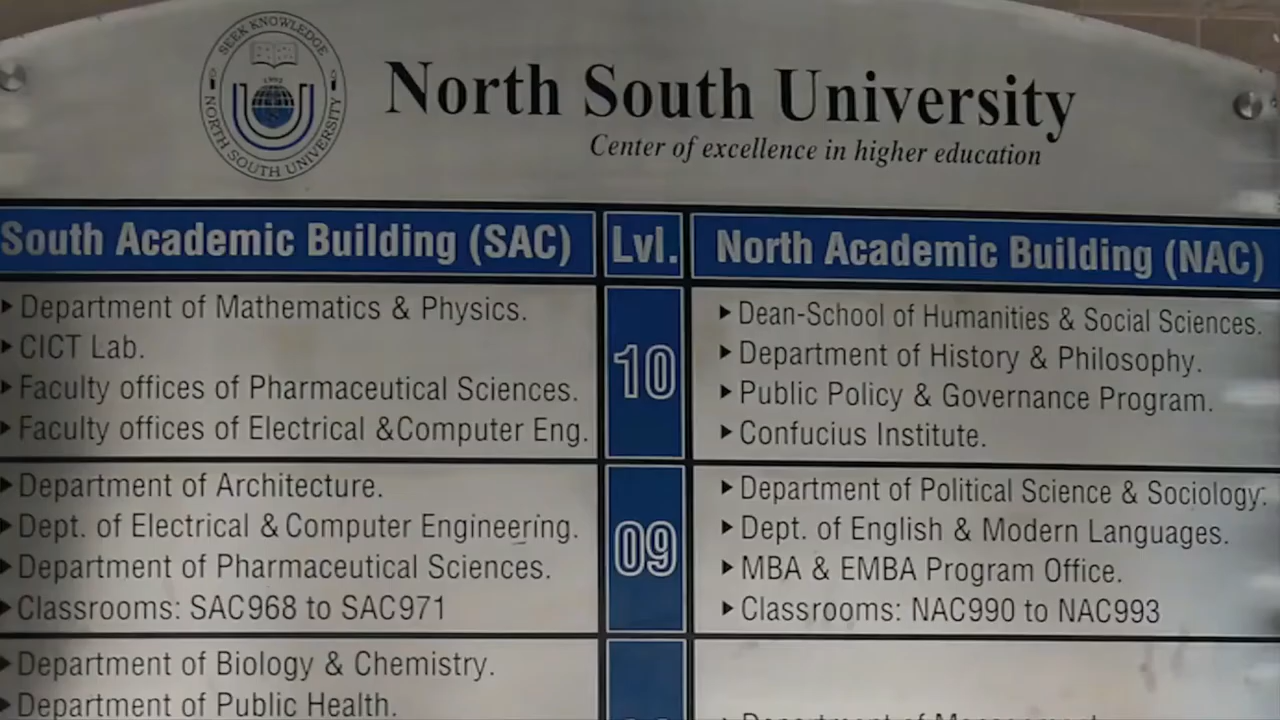 SEEK KNOWLEDGE
1992
NORTH SOUTH UNIVERSITY
North South University
Center of excellence in higher education
South Academic Building (SAC)
Lvl.
North Academic Building (NAC)
Department of Mathematics & Physics.
CICT Lab.
Faculty offices of Pharmaceutical Sciences.
Faculty offices of Electrical &Computer Eng.
10
Dean-School of Humanities & Social Sciences.
Department of History & Philosophy.
Public Policy & Governance Program.
Confucius Institute.
Department of Architecture.
Dept. of Electrical & Computer Engineering.
Department of Pharmaceutical Sciences.
Classrooms: SAC968 to SAC971
09
Department of Political Science & Sociology.
Dept. of English & Modern Languages.
MBA & EMBA Program Office.
Classrooms: NAC990 to NAC993
Department of Biology & Chemistry.
Department of Public Health.
Department of Management